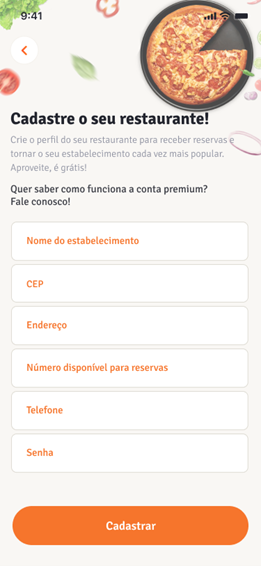 9:41
Cadastre o seu restaurante!
Crie o perfil do seu restaurante para receber reservas e
tornar o seu estabelecimento cada vez mais popular.
Aproveite, é grátis!
Quer saber como funciona a conta premium?
Fale conosco!
Nome do estabelecimento
CEP
Endereço
Número disponível para reservas
Telefone
Senha
Cadastrar